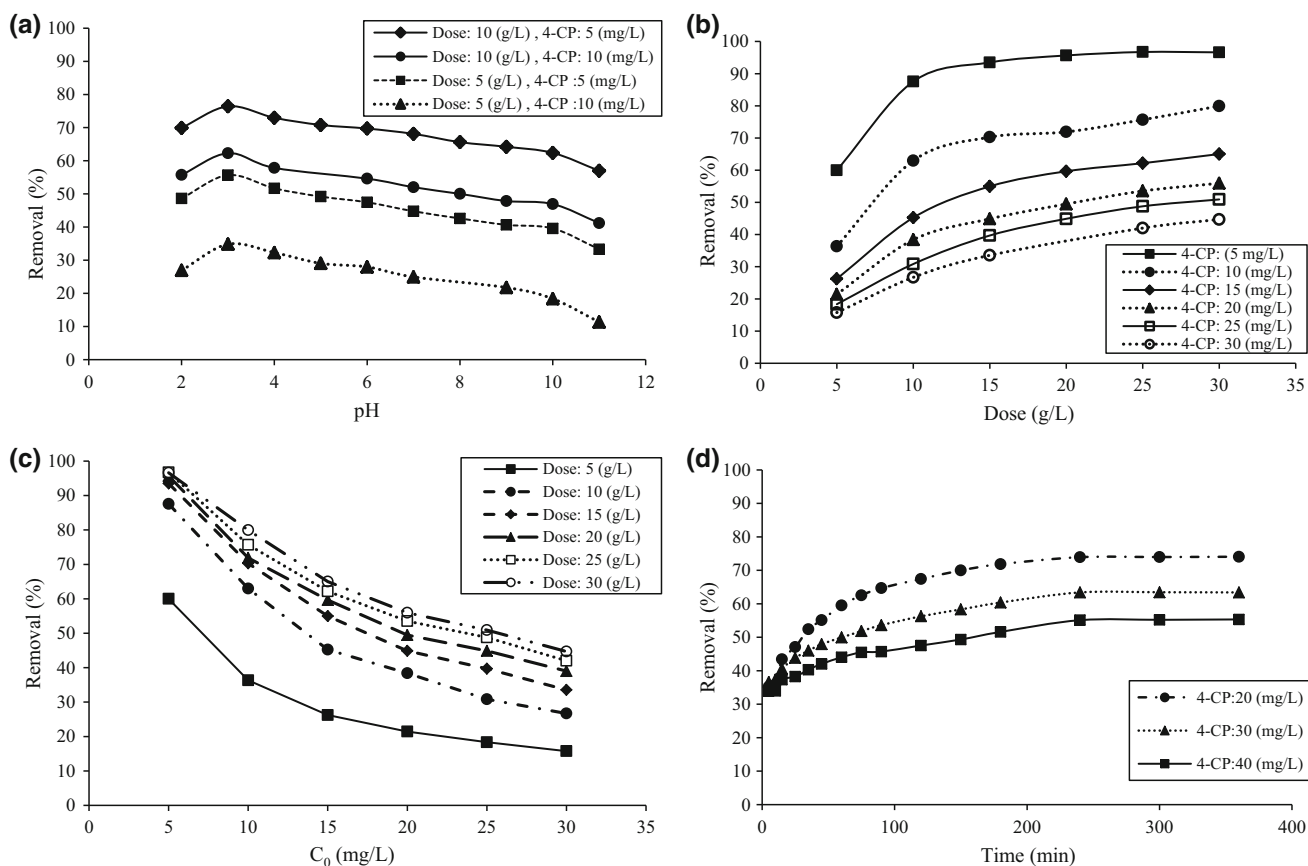 (a)
100
90
80
70
60
50
40
30
20
10
0
Removal (%)
0 2 4 6 8 10 12
pH
Dose: 10 (g/L) , 4-CP: 5 (mg/L)
Dose: 10 (g/L) , 4-CP: 10 (mg/L)
Dose: 5 (g/L) , 4-CP :5 (mg/L)
Dose: 5 (g/L) , 4-CP :10 (mg/L)
(b)
100
90
80
70
60
50
40
30
20
10
0
Removal (%)
0 5 10 15 20 25 30 35
Dose (g/L)
4-CP: (5 mg/L)
4-CP: 10 (mg/L)
4-CP: 15 (mg/L)
4-CP: 20 (mg/L)
4-CP: 25 (mg/L)
4-CP: 30 (mg/L)
(c)
100
90
80
70
60
50
40
30
20
10
0
Removal (%)
0 5 10 15 20 25 30 35
C₀ (mg/L)
Dose: 5 (g/L)
Dose: 10 (g/L)
Dose: 15 (g/L)
Dose: 20 (g/L)
Dose: 25 (g/L)
Dose: 30 (g/L)
(d)
100
90
80
70
60
50
40
30
20
10
0
Removal (%)
0 100 200 300 400
Time (min)
4-CP:20 (mg/L)
4-CP:30 (mg/L)
4-CP:40 (mg/L)